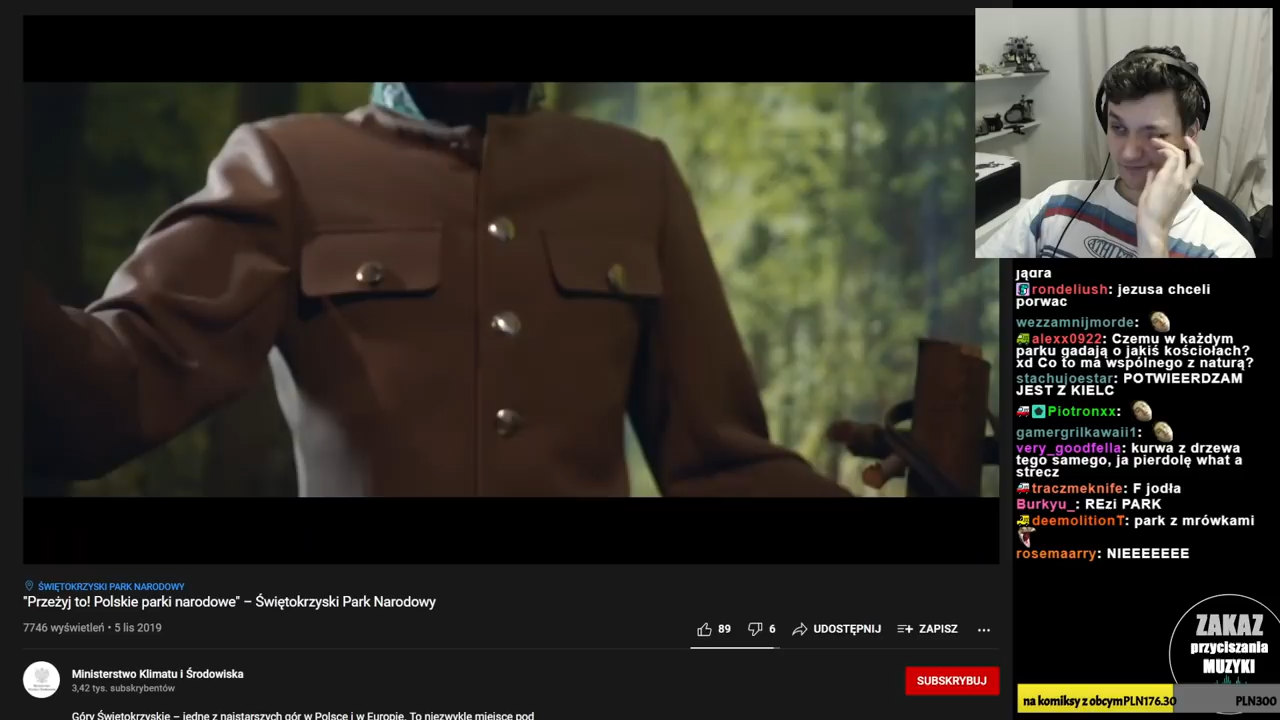 ATHLE
jądra
rondeliush: jezusa chceli
porwac
wezzamnijmorde:
alexx0922: Czemu w każdym
parku gadają o jakiś kościołach?
xd Co to ma wspólnego z naturą?
stachujoestar: POTWIEERDZAM
JEST Z KIELC
Piotronxx:
gamergrilkawaii1:
very_goodfella: kurwa z drzewa
tego samego, ja pierdolę what a
strecz
traczmeknife: F jodła
Burkyu_: REzi PARK
deemolitionT: park z mrówkami
rosemaarry: NIEEEEEEE
ŚWIĘTOKRZYSKI PARK NARODOWY
"Przeżyj to! Polskie parki narodowe" – Świętokrzyski Park Narodowy
7746 wyświetleń • 5 lis 2019
89
6
UDOSTĘPNIJ
ZAPISZ
Ministerstwo Klimatu i Środowiska
3,42 tys. subskrybentów
SUBSKRYBUJ
Góry Świętokrzyskie – jedne z najstarszych gór w Polsce i w Europie. To niezwykłe miejsce pod
ZAKAZ
przyciszania
MUZYKI
na komiksy z obcymPLN176.30
PLN300